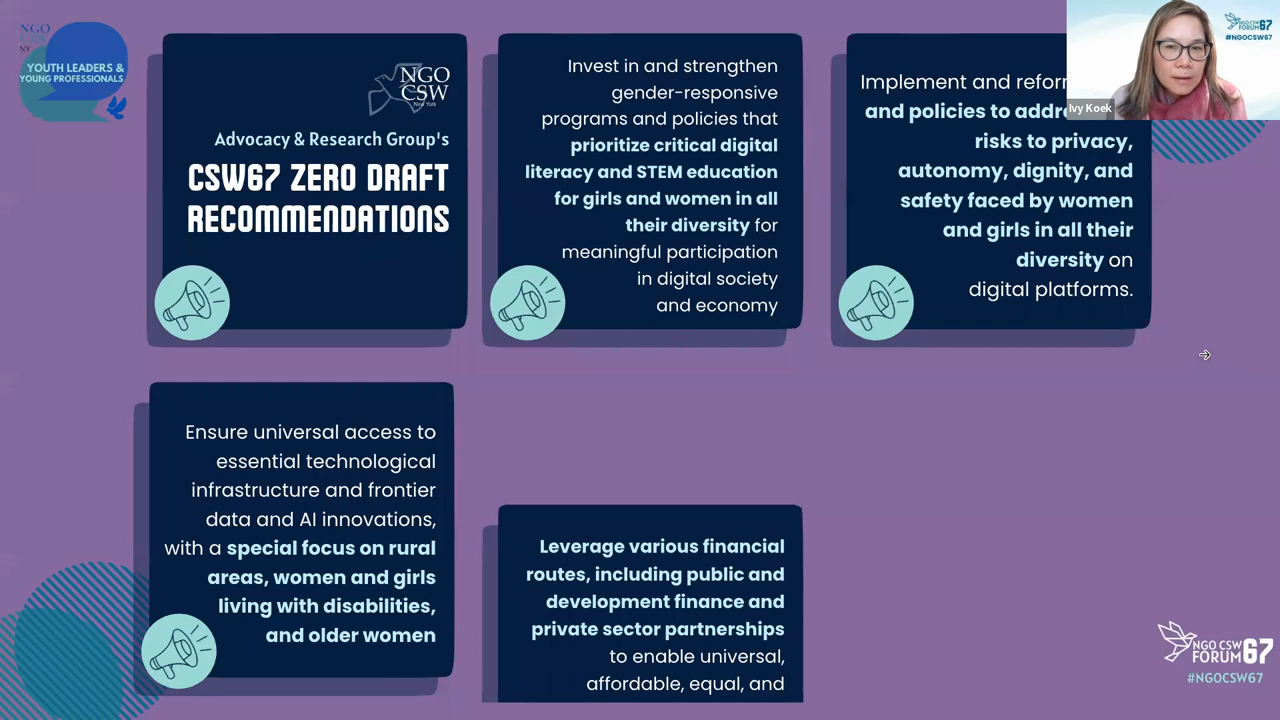 NGO
NY
YOUTH LEADERS &
YOUNG PROFESSIONALS
NGO
CSW
New York
Advocacy & Research Group's
CSW67 ZERO DRAFT
RECOMMENDATIONS
Invest in and strengthen
gender-responsive
programs and policies that
prioritize critical digital
literacy and STEM education
for girls and women in all
their diversity for
meaningful participation
in digital society
and economy
Implement and
and policies to
risks to privacy,
autonomy, dignity, and
safety faced by women
and girls in all their
diversity on
digital platforms.
Ivy Koek
NGO CSW
FORUM 67
#NGOCSW67
Ensure universal access to
essential technological
infrastructure and frontier
data and AI innovations,
with a special focus on rural
areas, women and girls
living with disabilities,
and older women
Leverage various financial
routes, including public and
development finance and
private sector partnerships
to enable universal,
affordable, equal, and
NGO CSW
FORUM 67
#NGOCSW67